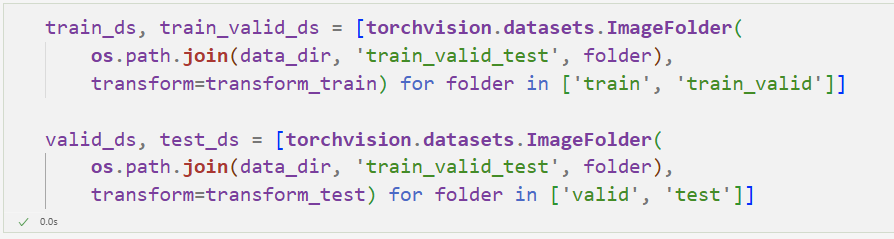 train_ds, train_valid_ds = [torchvision.datasets.ImageFolder(
    os.path.join(data_dir, 'train_valid_test', folder),
    transform=transform_train) for folder in ['train', 'train_valid']]

valid_ds, test_ds = [torchvision.datasets.ImageFolder(
    os.path.join(data_dir, 'train_valid_test', folder),
    transform=transform_test) for folder in ['valid', 'test']]
✓ 0.0s